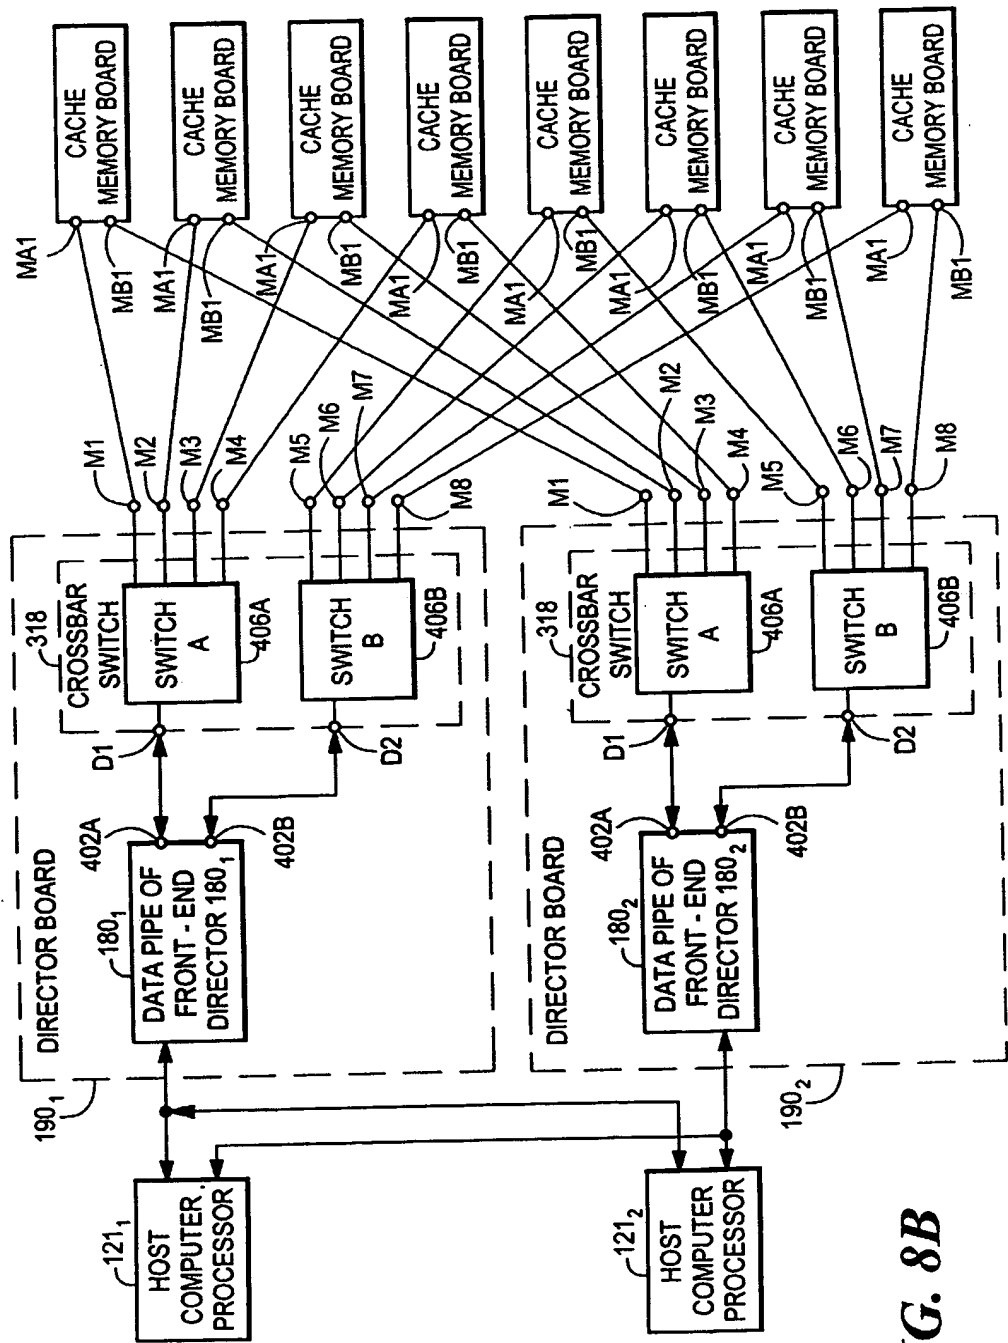 190₁
DIRECTOR BOARD
318
CROSSBAR
SWITCH
121₁
HOST
COMPUTER
PROCESSOR
180₁
DATA PIPE OF
FRONT - END
DIRECTOR 180₁
402A
402B
D1
D2
SWITCH
A
406A
SWITCH
B
406B
M1
M2
M3
M4
M5
M6
M7
M8
190₂
DIRECTOR BOARD
318
CROSSBAR
SWITCH
121₂
HOST
COMPUTER
PROCESSOR
180₂
DATA PIPE OF
FRONT - END
DIRECTOR 180₂
402A
402B
D1
D2
SWITCH
A
406A
SWITCH
B
406B
M1
M2
M3
M4
M5
M6
M7
M8
MA1
MB1
CACHE
MEMORY BOARD
MA1
MB1
CACHE
MEMORY BOARD
MA1
MB1
CACHE
MEMORY BOARD
MA1
MB1
CACHE
MEMORY BOARD
MA1
MB1
CACHE
MEMORY BOARD
MA1
MB1
CACHE
MEMORY BOARD
MA1
MB1
CACHE
MEMORY BOARD
MA1
MB1
CACHE
MEMORY BOARD
G. 8B